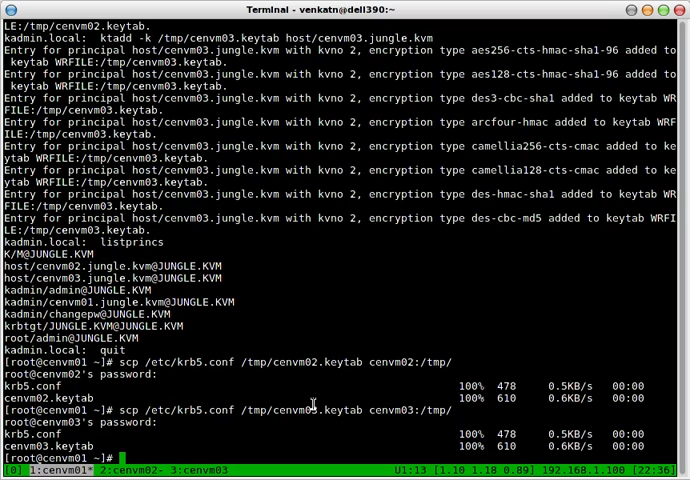 Terminal - venkatn@dell390:~
LE:/tmp/cenvm02.keytab.
kadmin.local:  ktadd -k /tmp/cenvm03.keytab host/cenvm03.jungle.kvm
Entry for principal host/cenvm03.jungle.kvm with kvno 2, encryption type aes256-cts-hmac-sha1-96 added to
 keytab WRFILE:/tmp/cenvm03.keytab.
Entry for principal host/cenvm03.jungle.kvm with kvno 2, encryption type aes128-cts-hmac-sha1-96 added to
 keytab WRFILE:/tmp/cenvm03.keytab.
Entry for principal host/cenvm03.jungle.kvm with kvno 2, encryption type des3-cbc-sha1 added to keytab WR
FILE:/tmp/cenvm03.keytab.
Entry for principal host/cenvm03.jungle.kvm with kvno 2, encryption type arcfour-hmac added to keytab WRF
ILE:/tmp/cenvm03.keytab.
Entry for principal host/cenvm03.jungle.kvm with kvno 2, encryption type camellia256-cts-cmac added to ke
ytab WRFILE:/tmp/cenvm03.keytab.
Entry for principal host/cenvm03.jungle.kvm with kvno 2, encryption type camellia128-cts-cmac added to ke
ytab WRFILE:/tmp/cenvm03.keytab.
Entry for principal host/cenvm03.jungle.kvm with kvno 2, encryption type des-hmac-sha1 added to keytab WR
FILE:/tmp/cenvm03.keytab.
Entry for principal host/cenvm03.jungle.kvm with kvno 2, encryption type des-cbc-md5 added to keytab WRFI
LE:/tmp/cenvm03.keytab.
kadmin.local:  listprincs
K/M@JUNGLE.KVM
host/cenvm02.jungle.kvm@JUNGLE.KVM
host/cenvm03.jungle.kvm@JUNGLE.KVM
kadmin/admin@JUNGLE.KVM
kadmin/cenvm01.jungle.kvm@JUNGLE.KVM
kadmin/changepw@JUNGLE.KVM
krbtgt/JUNGLE.KVM@JUNGLE.KVM
root/admin@JUNGLE.KVM
kadmin.local:  quit
[root@cenvm01 ~]# scp /etc/krb5.conf /tmp/cenvm02.keytab cenvm02:/tmp/
root@cenvm02's password:
krb5.conf 100% 478 0.5KB/s 00:00
cenvm02.keytab 100% 610 0.6KB/s 00:00
[root@cenvm01 ~]# scp /etc/krb5.conf /tmp/cenvm03.keytab cenvm03:/tmp/
root@cenvm03's password:
krb5.conf 100% 478 0.5KB/s 00:00
cenvm03.keytab 100% 610 0.6KB/s 00:00
[root@cenvm01 ~]#
[0] 1:cenvm01* 2:cenvm02- 3:cenvm03 U1:13 [1.10 1.18 0.89] 192.168.1.100 [22:36]